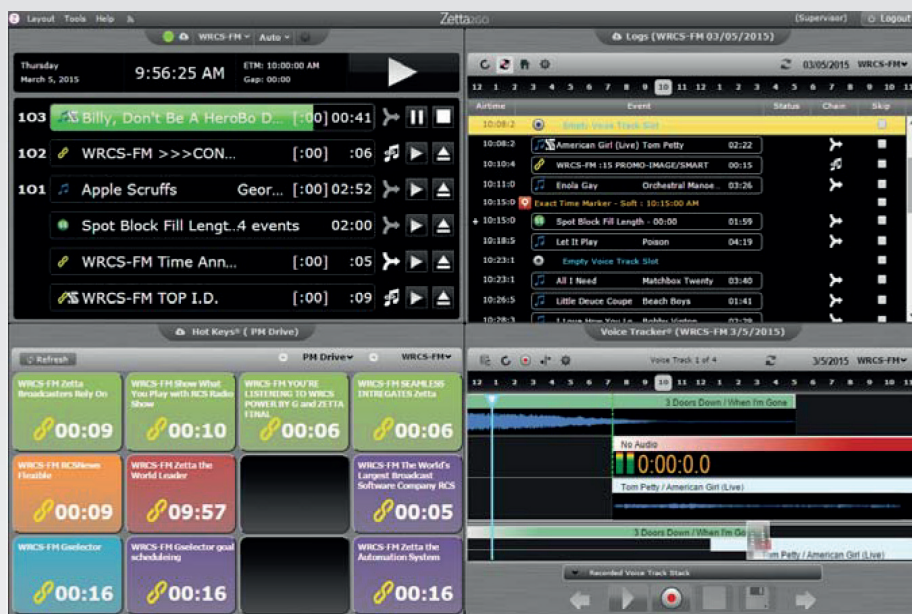 Layout Tools Help
Zetta2GO
(Supervisor) Logout
WRCS-FM Auto
Thursday
March 5, 2015
9:56:25 AM
ETM: 10:00:00 AM
Gap: 00:00
103 Billy, Don't Be A HeroBo D... [:00] 00:41
102 WRCS-FM >>>CON... [:00] :06
101 Apple Scruffs Geor... [:00] 02:52
Spot Block Fill Lengt..4 events 02:00
WRCS-FM Time Ann... [:00] :05
WRCS-FM TOP I.D. [:00] :09
Logs (WRCS-FM 03/05/2015)
03/05/2015 WRCS-FM
12 1 2 3 4 5 6 7 8 9 10 11 12 1 2 3 4 5 6 7 8 9 10 11
Airtime Event Status Chain Skip
10:08:2 Empty Voice Track Slot
10:08:2 American Girl (Live) Tom Petty 02:22
10:10:4 WRCS-FM :15 PROMO-IMAGE/SMART 00:15
10:11:0 Enola Gay Orchestral Manoe.. 03:26
10:15:0 Exact Time Marker - Soft : 10:15:00 AM
+ 10:15:0 Spot Block Fill Length - 00:00 01:59
10:18:5 Let It Play Poison 04:19
10:23:1 Empty Voice Track Slot
10:23:1 All I Need Matchbox Twenty 03:40
10:26:5 Little Deuce Coupe Beach Boys 01:41
10:28:3 I Love How You Lo Bobby Vinton
Hot Keys® ( PM Drive)
Refresh PM Drive WRCS-FM
WRCS-FM Zetta
Broadcasters Rely On
00:09
WRCS-FM Show What
You Play with RCS Radio
Show
00:10
WRCS-FM YOU'RE
LISTENING TO WRCS
POWER BY G and ZETTA
FINAL
00:06
WRCS-FM SEAMLESS
INTREGATES Zetta
00:06
WRCS-FM RCSNews
Flexible
00:09
WRCS-FM Zetta the
World Leader
09:57
WRCS-FM The World's
Largest Broadcast
Software Company RCS
00:05
WRCS-FM Gselector
00:16
WRCS-FM Gselector goal
scheduleing
00:16
WRCS-FM Zetta the
Automation System
00:16
Voice Tracker® (WRCS-FM 3/5/2015)
Voice Track 1 of 4 3/5/2015 WRCS-FM
12 1 2 3 4 5 6 7 8 9 10 11 12 1 2 3 4 5 6 7 8 9 10 11
3 Doors Down / When I'm Gone
No Audio
0:00:0.0
Tom Petty / American Girl (Live)
3 Doors Down / When I'm Go
m Petty / American Girl (Live)
Recorded Voice Track Stack